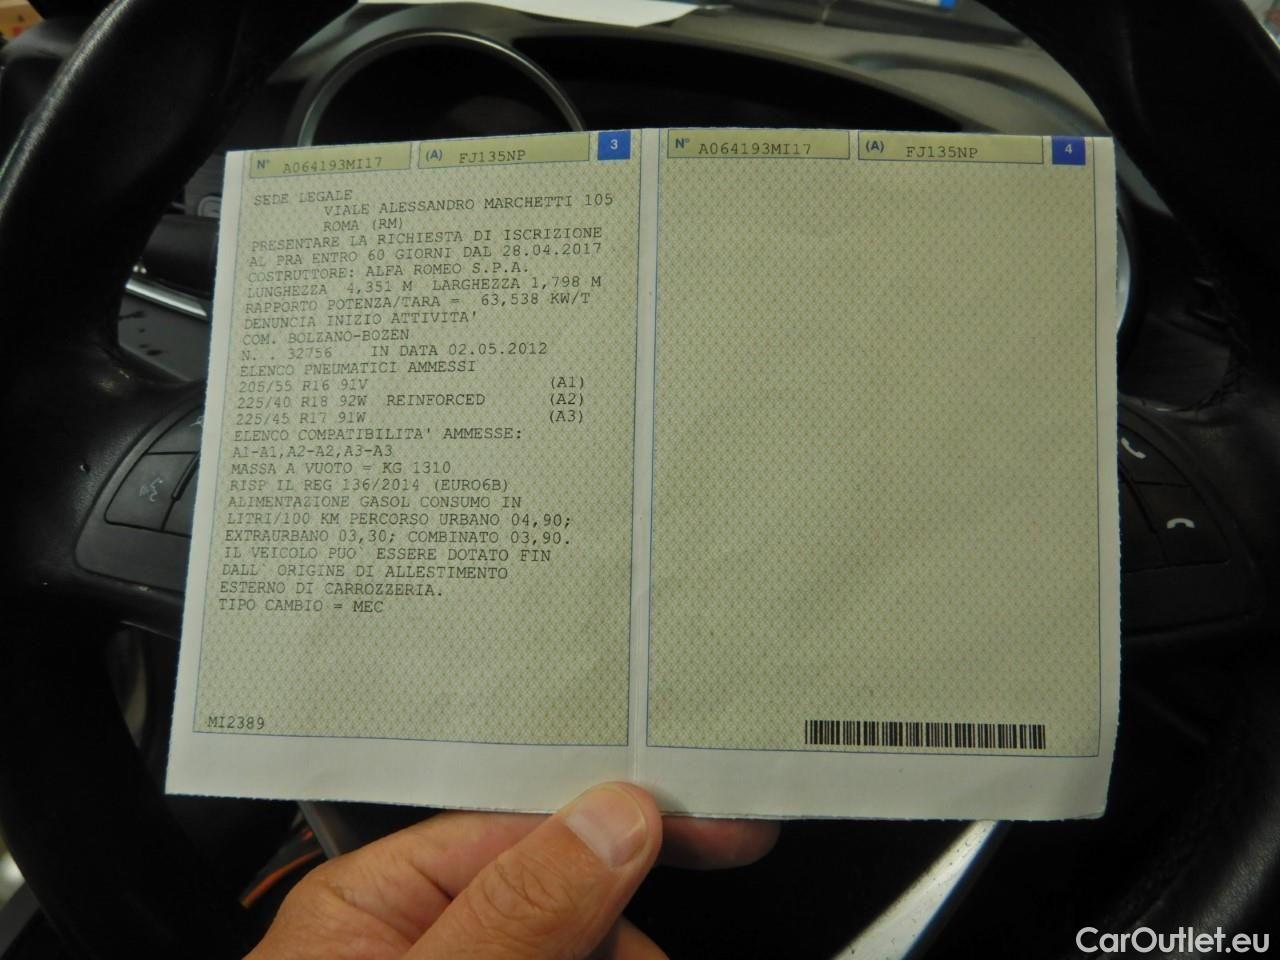 N° A064193MI17 (A) FJ135NP 3
SEDE LEGALE
VIALE ALESSANDRO MARCHETTI 105
ROMA (RM)
PRESENTARE LA RICHIESTA DI ISCRIZIONE
AL PRA ENTRO 60 GIORNI DAL 28.04.2017
COSTRUTTORE: ALFA ROMEO S.P.A.
LUNGHEZZA 4,351 M LARGHEZZA 1,798 M
RAPPORTO POTENZA/TARA = 63,538 KW/T
DENUNCIA INIZIO ATTIVITA'
COM. BOLZANO-BOZEN
N. . 32756 IN DATA 02.05.2012
ELENCO PNEUMATICI AMMESSI
205/55 R16 91V (A1)
225/40 R18 92W REINFORCED (A2)
225/45 R17 91W (A3)
ELENCO COMPATIBILITA' AMMESSE:
A1-A1,A2-A2,A3-A3
MASSA A VUOTO = KG 1310
RISP IL REG 136/2014 (EURO6B)
ALIMENTAZIONE GASOL CONSUMO IN
LITRI/100 KM PERCORSO URBANO 04,90;
EXTRAURBANO 03,30; COMBINATO 03,90.
IL VEICOLO PUO` ESSERE DOTATO FIN
DALL` ORIGINE DI ALLESTIMENTO
ESTERNO DI CARROZZERIA.
TIPO CAMBIO = MEC
MI2389
N° A064193MI17 (A) FJ135NP 4
CarOutlet.eu